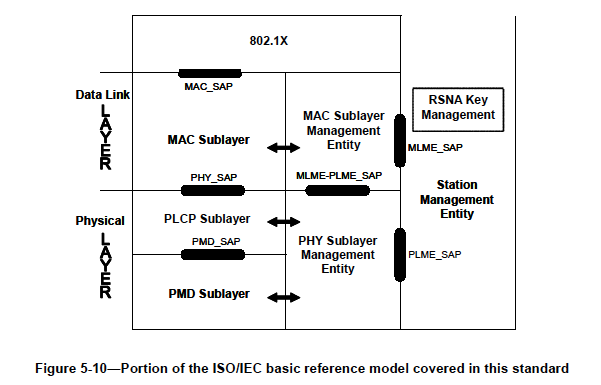 802.1X
MAC_SAP
Data Link
LAYER
MAC Sublayer
MAC Sublayer
Management
Entity
RSNA Key
Management
MLME_SAP
PHY_SAP
MLME-PLME_SAP
Station
Management
Entity
Physical
LAYER
PLCP Sublayer
PMD_SAP
PHY Sublayer
Management
Entity
PLME_SAP
PMD Sublayer
Figure 5-10—Portion of the ISO/IEC basic reference model covered in this standard